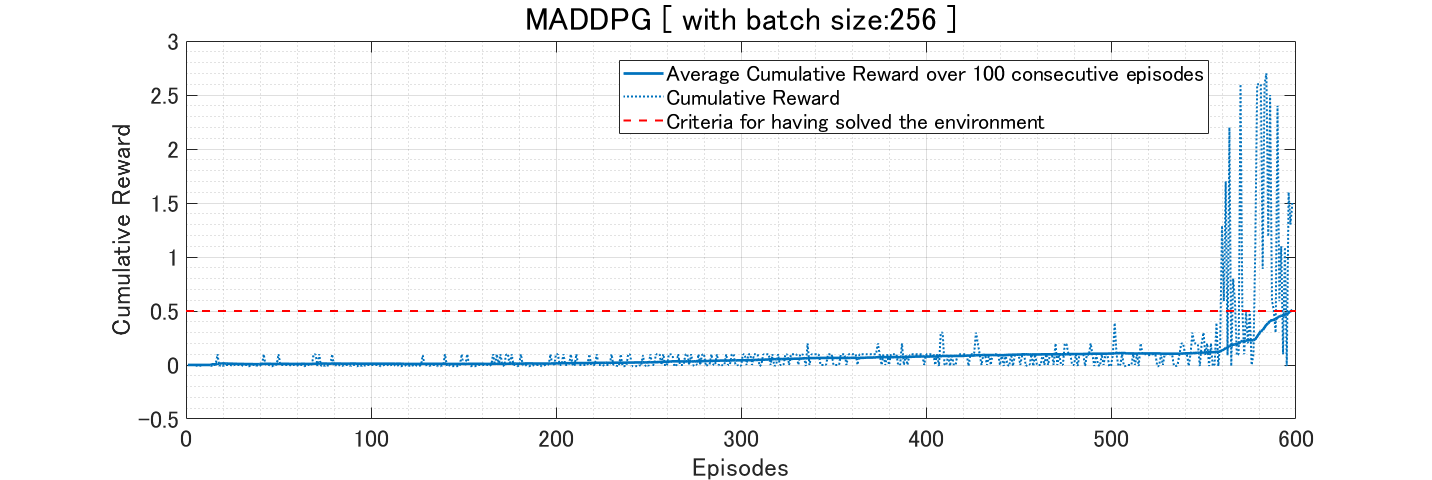 MADDPG [ with batch size:256 ]
3
2.5
2
1.5
1
0.5
0
-0.5
Cumulative Reward
Average Cumulative Reward over 100 consecutive episodes
Cumulative Reward
Criteria for having solved the environment
0 100 200 300 400 500 600
Episodes